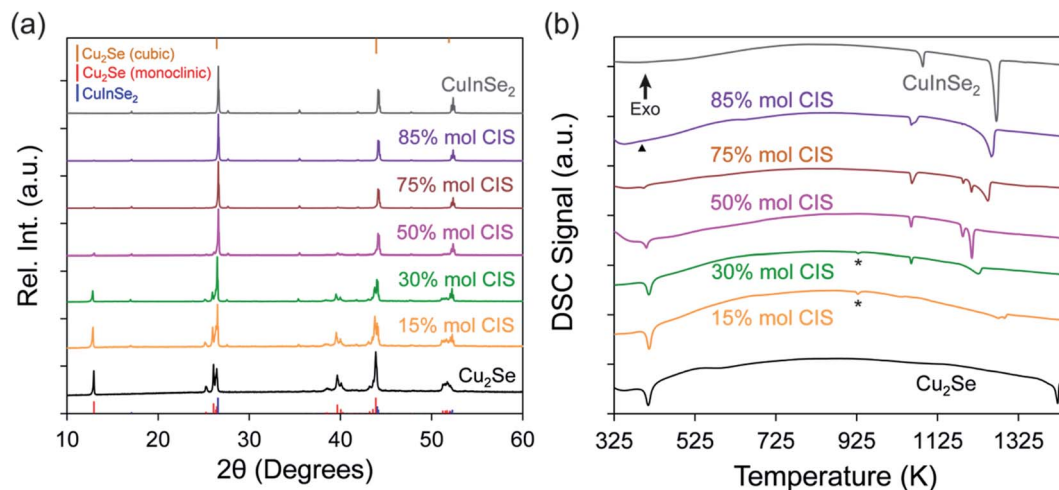 (a)
Cu₂Se (cubic)
Cu₂Se (monoclinic)
CuInSe₂
CuInSe₂
85% mol CIS
75% mol CIS
50% mol CIS
30% mol CIS
15% mol CIS
Cu₂Se
Rel. Int. (a.u.)
10 20 30 40 50 60
2θ (Degrees)
(b)
Exo
CuInSe₂
85% mol CIS
75% mol CIS
50% mol CIS
30% mol CIS
*
15% mol CIS
*
Cu₂Se
DSC Signal (a.u.)
325 525 725 925 1125 1325
Temperature (K)